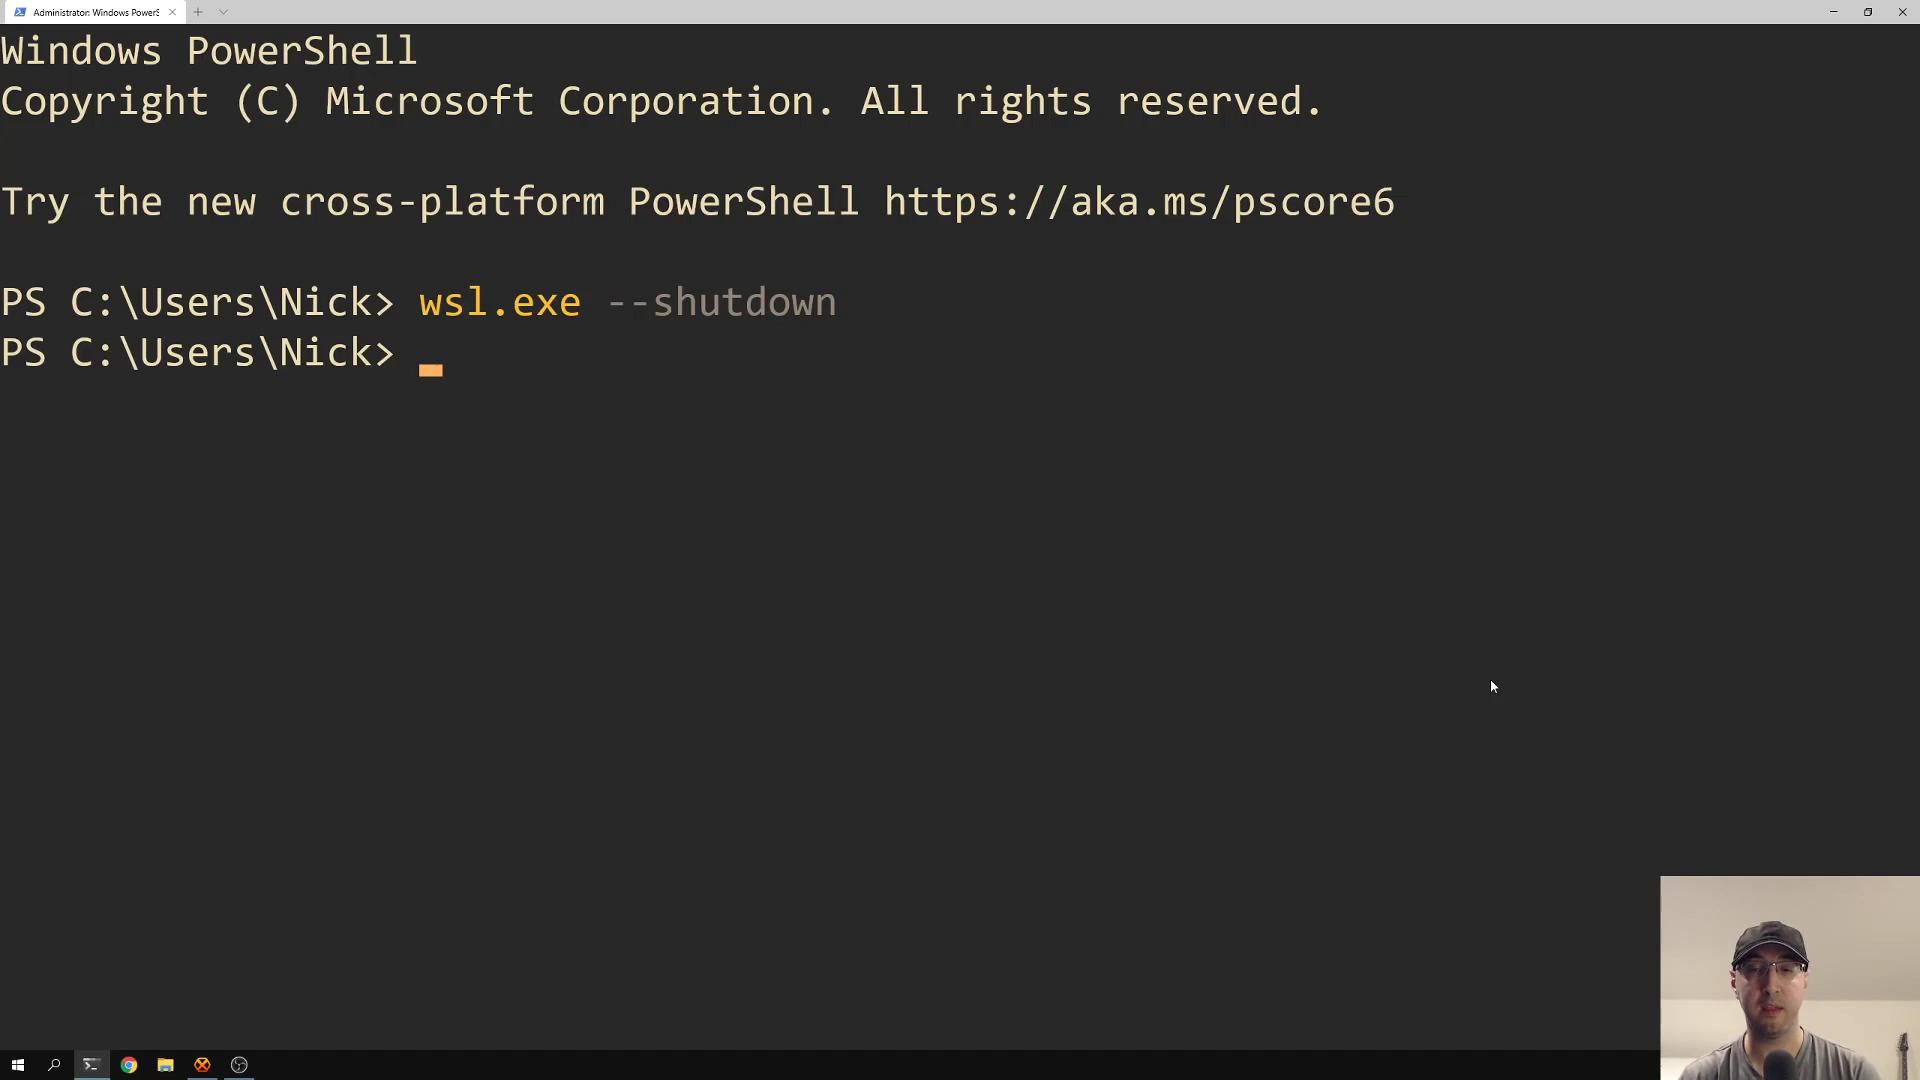 Administrator: Windows PowerS
Windows PowerShell
Copyright (C) Microsoft Corporation. All rights reserved.
Try the new cross-platform PowerShell https://aka.ms/pscore6
PS C:\Users\Nick> wsl.exe --shutdown
PS C:\Users\Nick>